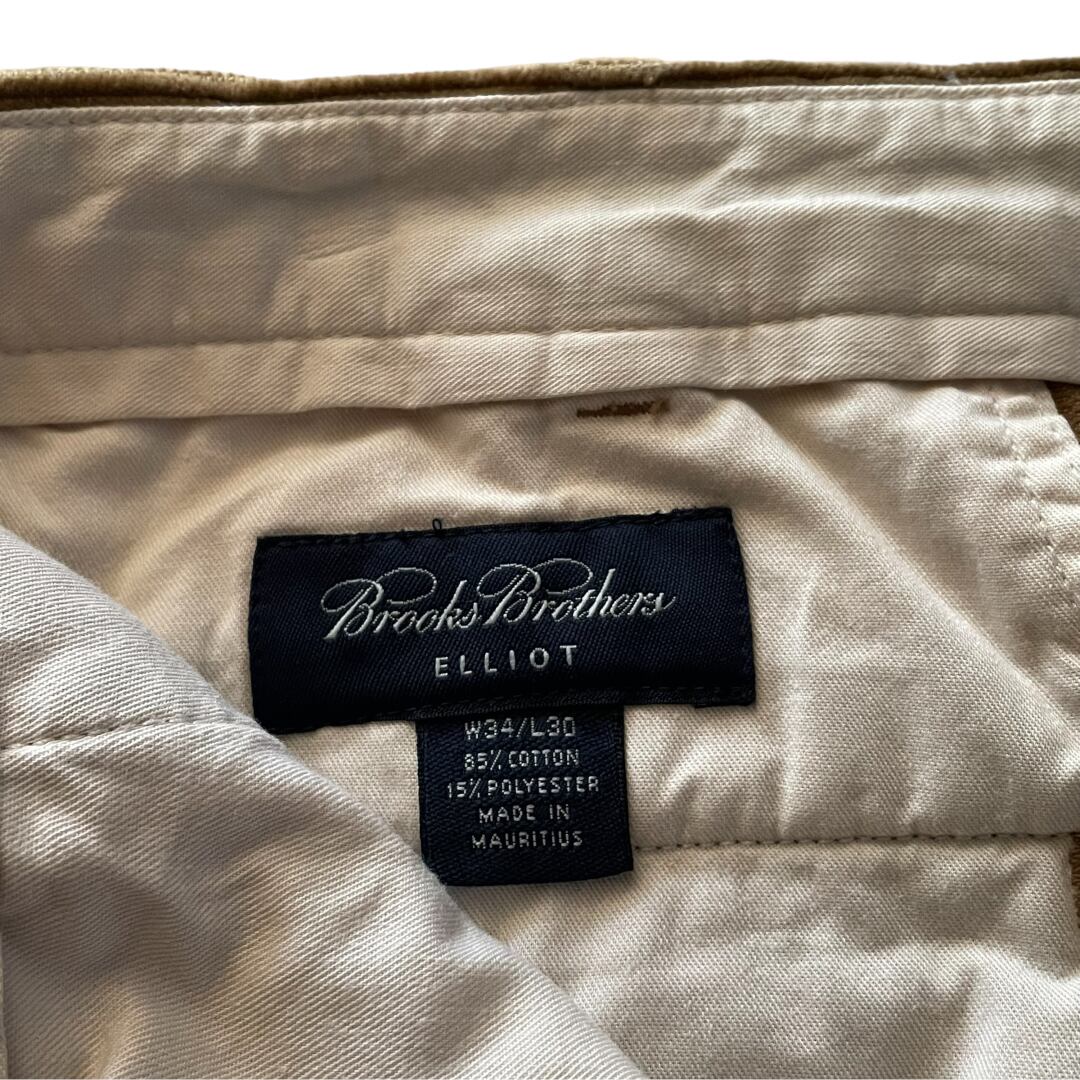 Brooks Brothers
ELLIOT
W34/L30
85% COTTON
15% POLYESTER
MADE IN
MAURITIUS